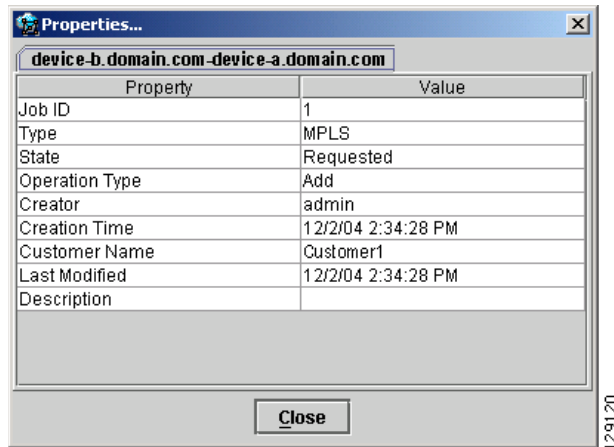 Properties...
device-b.domain.com-device-a.domain.com
Property Value
Job ID 1
Type MPLS
State Requested
Operation Type Add
Creator admin
Creation Time 12/2/04 2:34:28 PM
Customer Name Customer1
Last Modified 12/2/04 2:34:28 PM
Description
Close